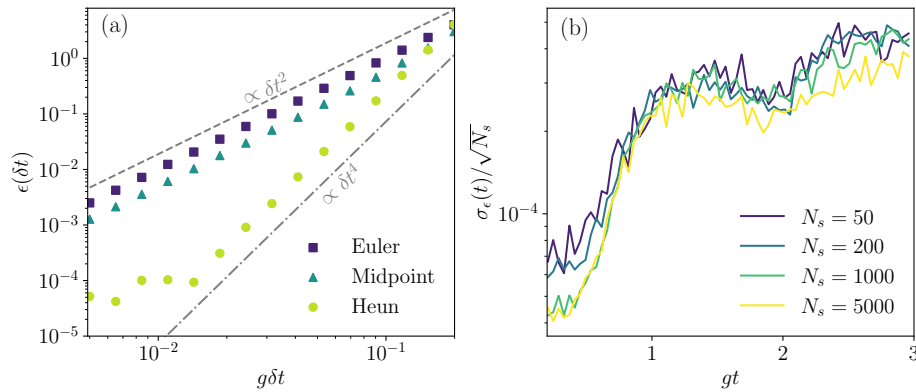 (a)
ϵ(δt)
10^0
10^-1
10^-2
10^-3
10^-4
10^-5
∝ δt^2
∝ δt^4
Euler
Midpoint
Heun
10^-2
10^-1
gδt
(b)
σ_ϵ(t)/√N_s
10^-4
N_s = 50
N_s = 200
N_s = 1000
N_s = 5000
1
2
3
gt